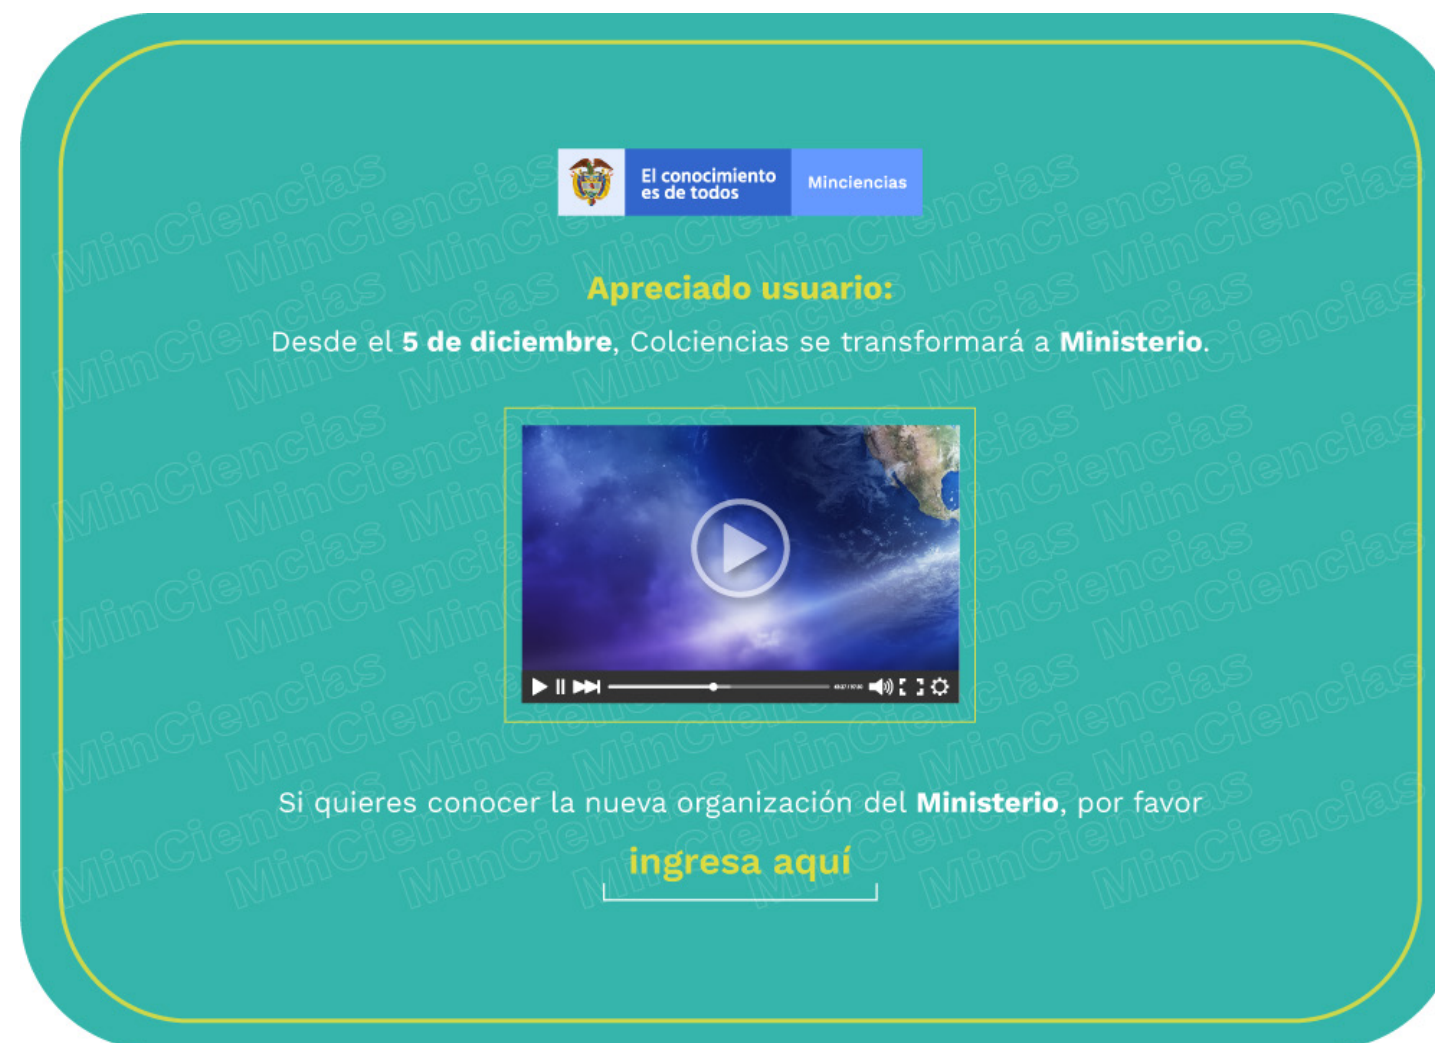 El conocimiento
es de todos
Minciencias
Apreciado usuario:
Desde el 5 de diciembre, Colciencias se transformará a Ministerio.
Si quieres conocer la nueva organización del Ministerio, por favor
ingresa aquí
MinCiencias